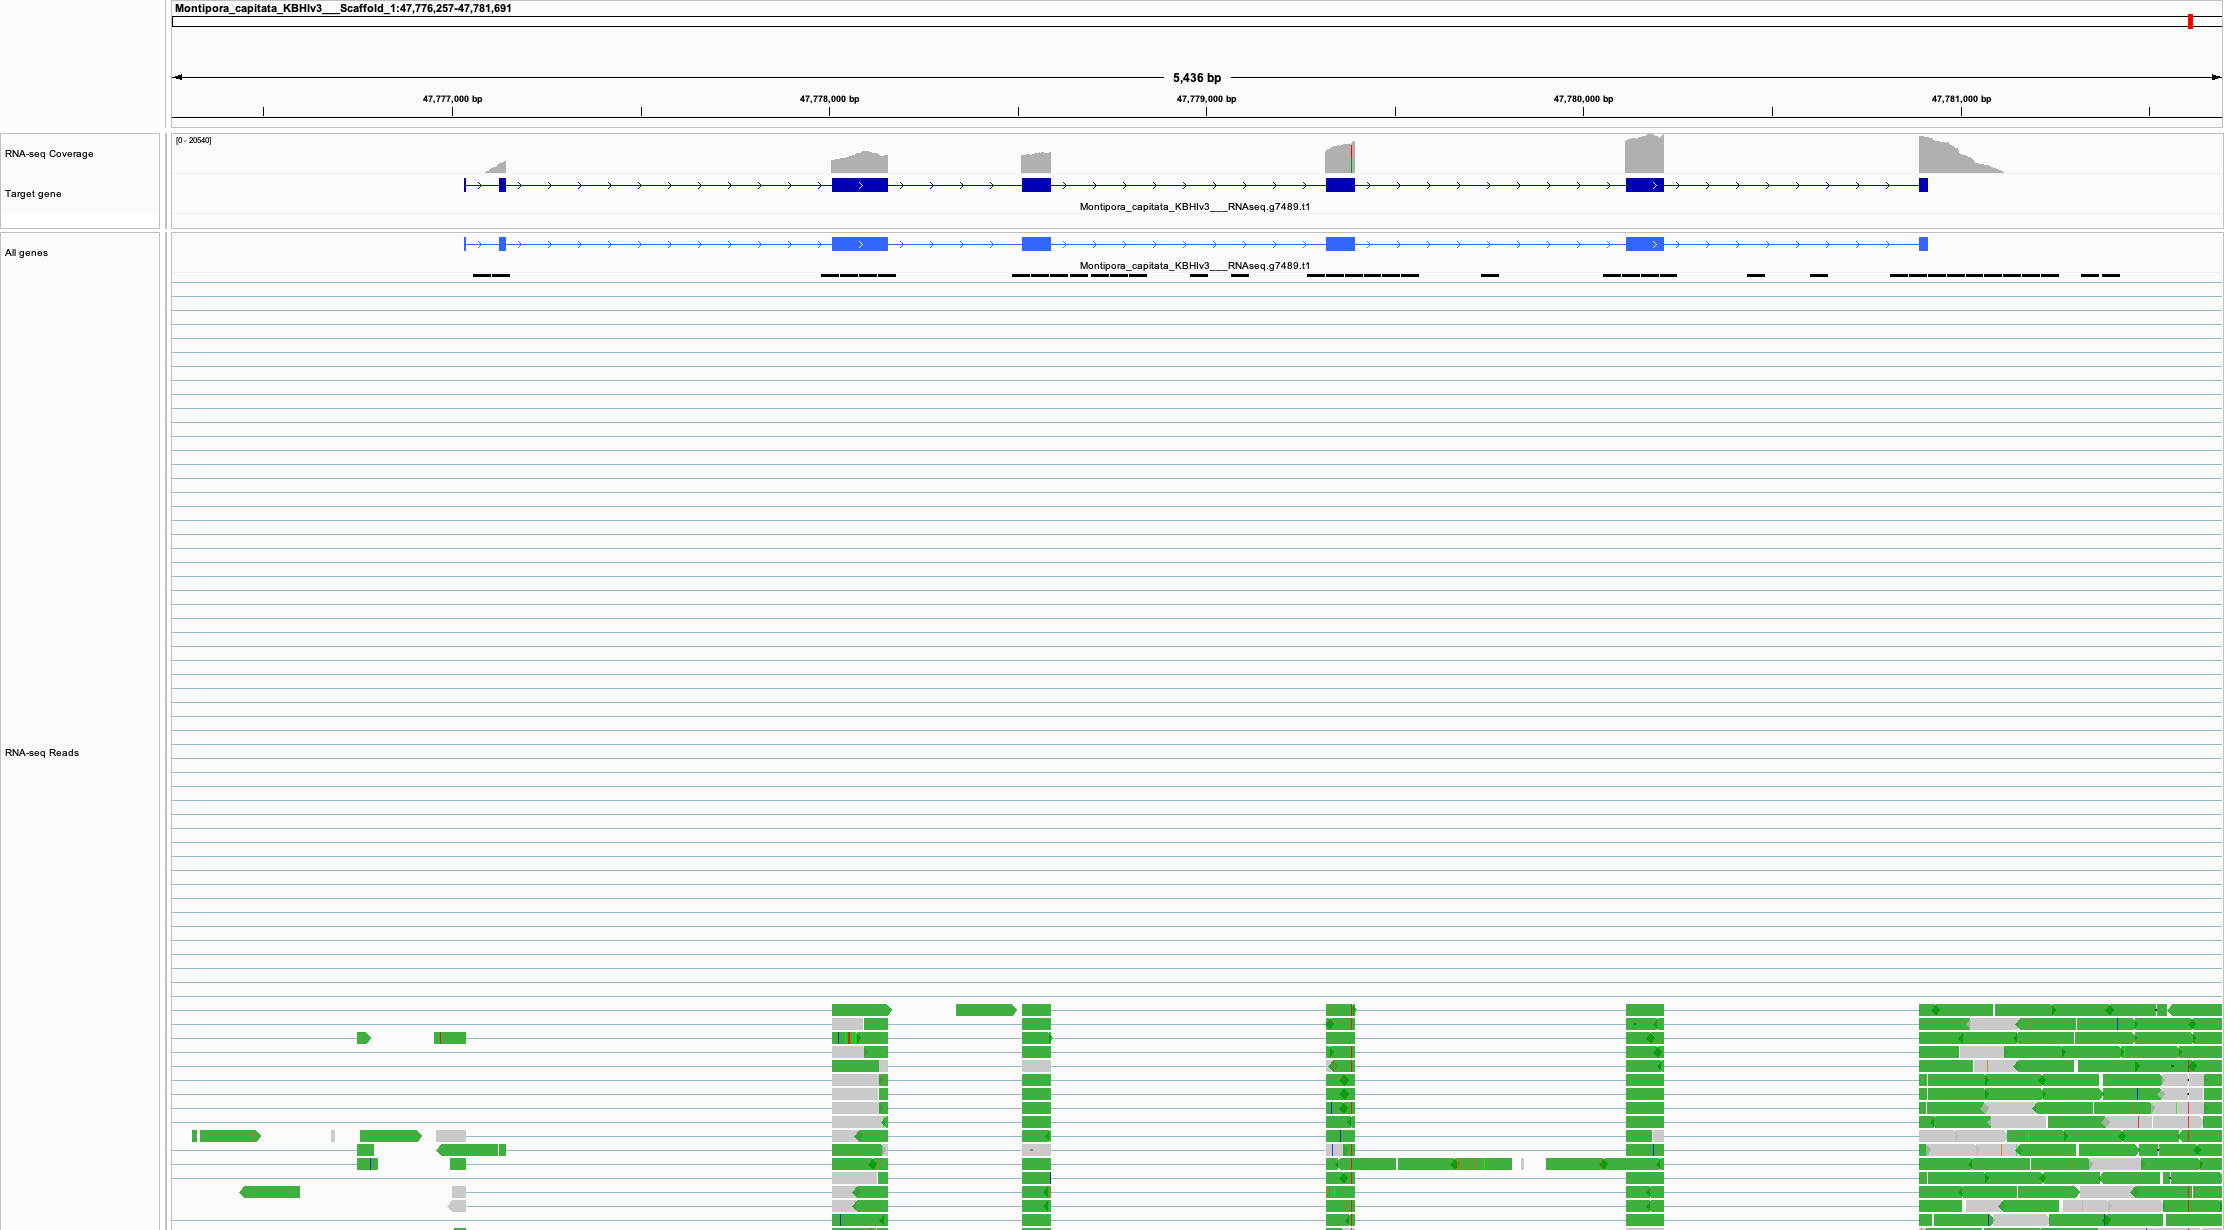 Montipora_capitata_KBHIv3___Scaffold_1:47,776,257-47,781,691
5,436 bp
47,777,000 bp 47,778,000 bp 47,779,000 bp 47,780,000 bp 47,781,000 bp
[0 - 20540]
RNA-seq Coverage
Target gene
Montipora_capitata_KBHIv3___RNAseq.g7489.t1
All genes
Montipora_capitata_KBHIv3___RNAseq.g7489.t1
RNA-seq Reads